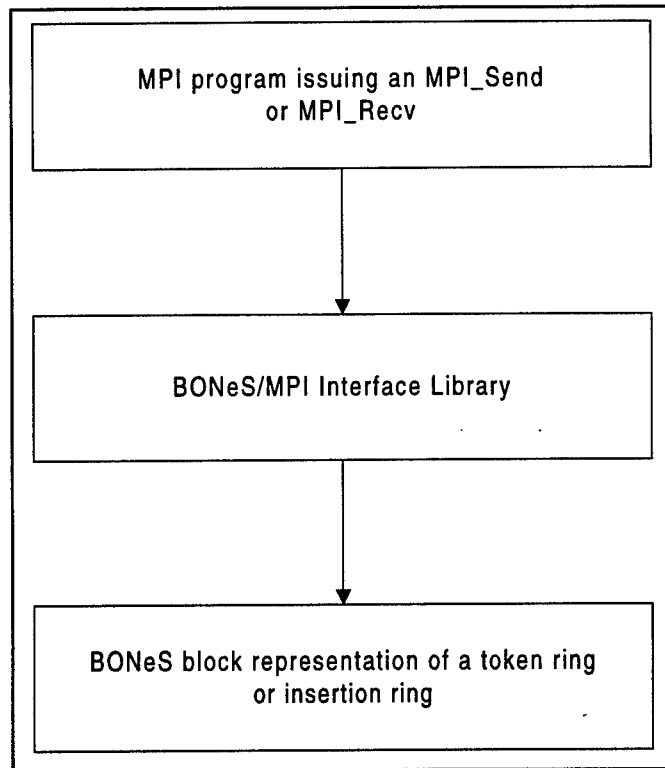 MPI program issuing an MPI_Send
or MPI_Recv
BONeS/MPI Interface Library
BONeS block representation of a token ring
or insertion ring